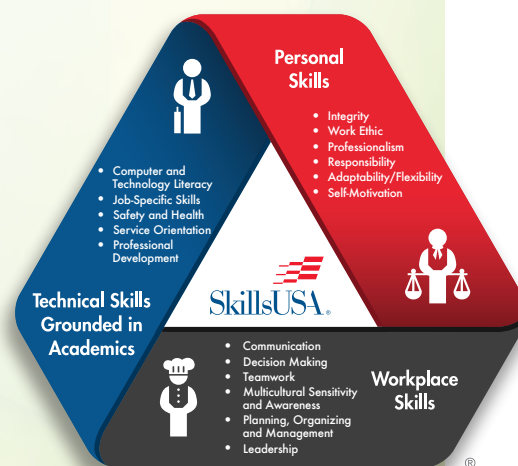 Personal
Skills
• Integrity
• Work Ethic
• Professionalism
• Responsibility
• Adaptability/Flexibility
• Self-Motivation
• Computer and
Technology Literacy
• Job-Specific Skills
• Safety and Health
• Service Orientation
• Professional
Development
Technical Skills
Grounded in
Academics
SkillsUSA®
• Communication
• Decision Making
• Teamwork
• Multicultural Sensitivity
and Awareness
• Planning, Organizing
and Management
• Leadership
Workplace
Skills
®